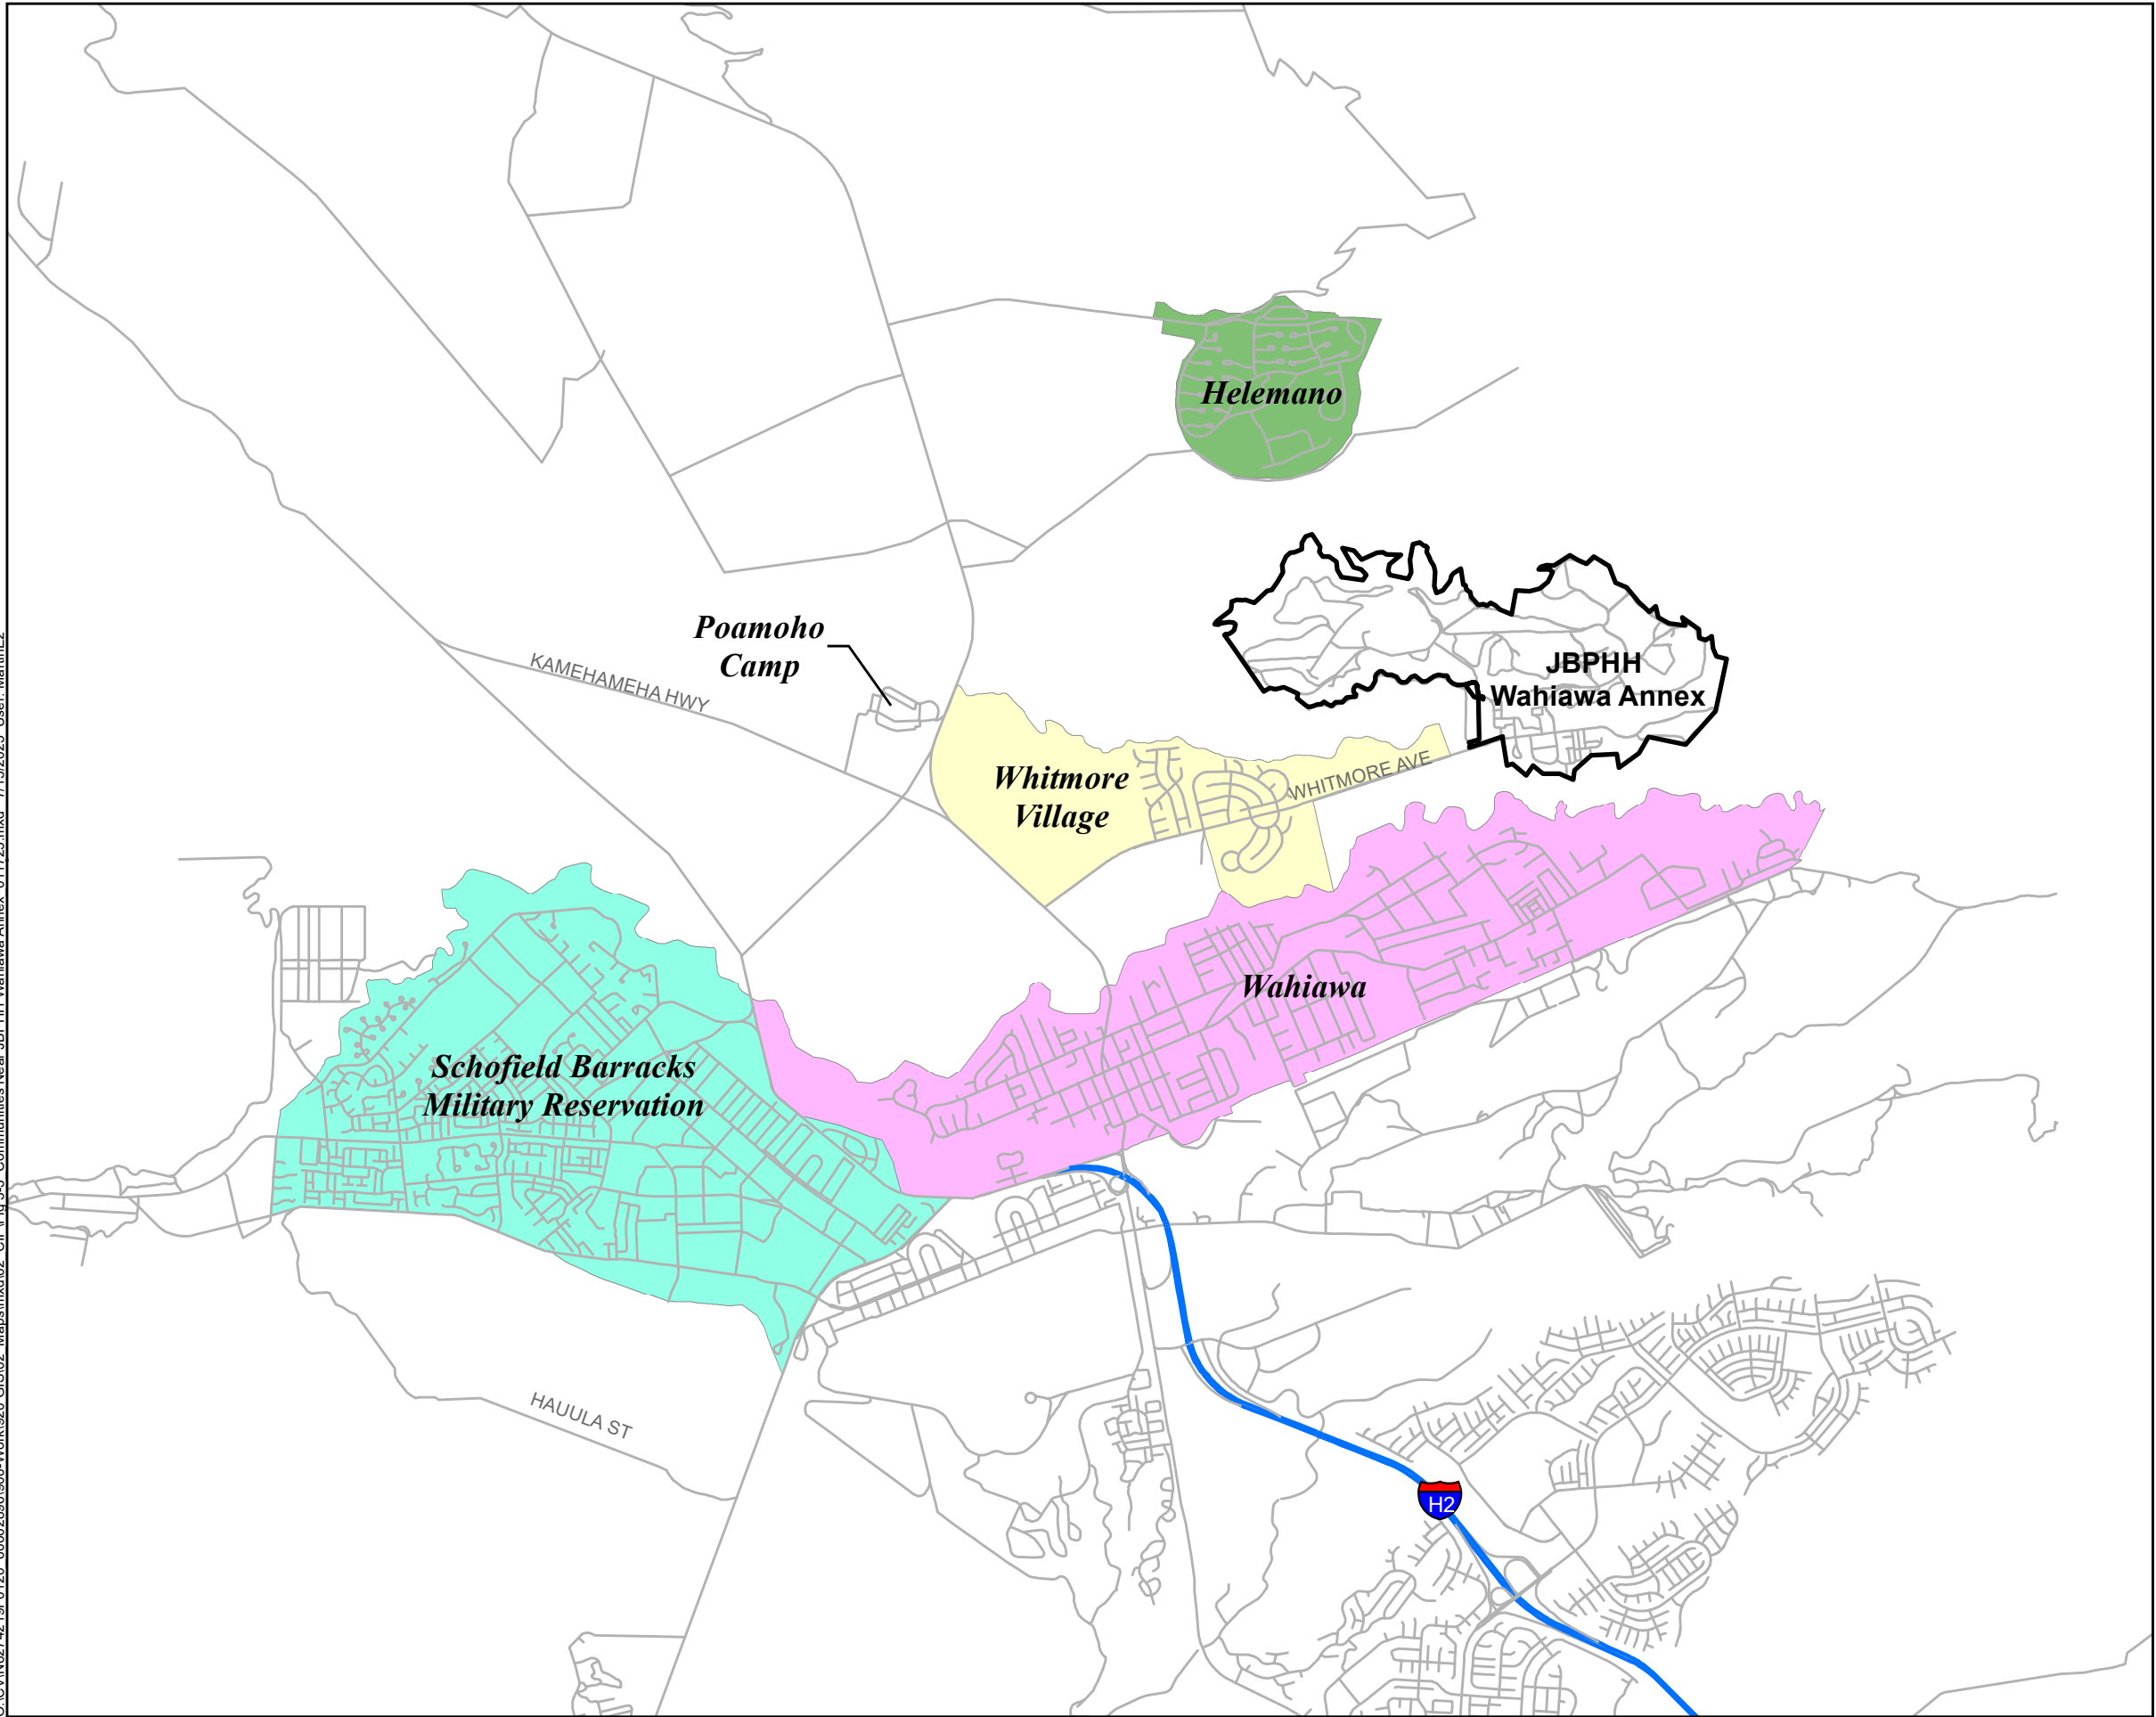 Helemano
JBPHH
Wahiawa Annex
Poamoho
Camp
KAMEHAMEHA HWY
Whitmore
Village
WHITMORE AVE
Wahiawa
Schofield Barracks
Military Reservation
HAUULA ST
H2